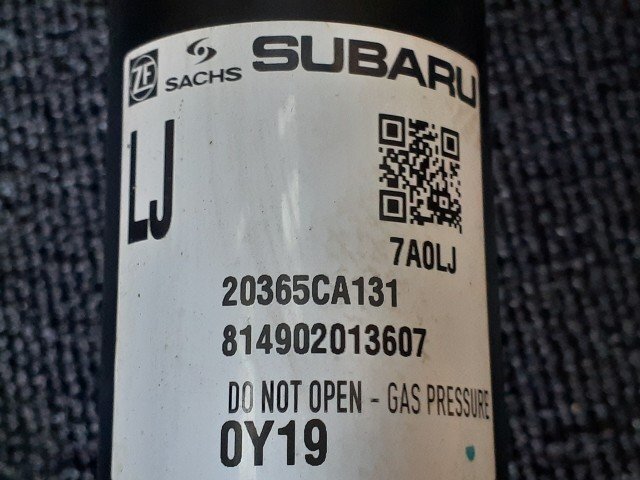 ZF SACHS SUBARU
LJ
7A0LJ
20365CA131
814902013607
DO NOT OPEN - GAS PRESSURE
0Y19